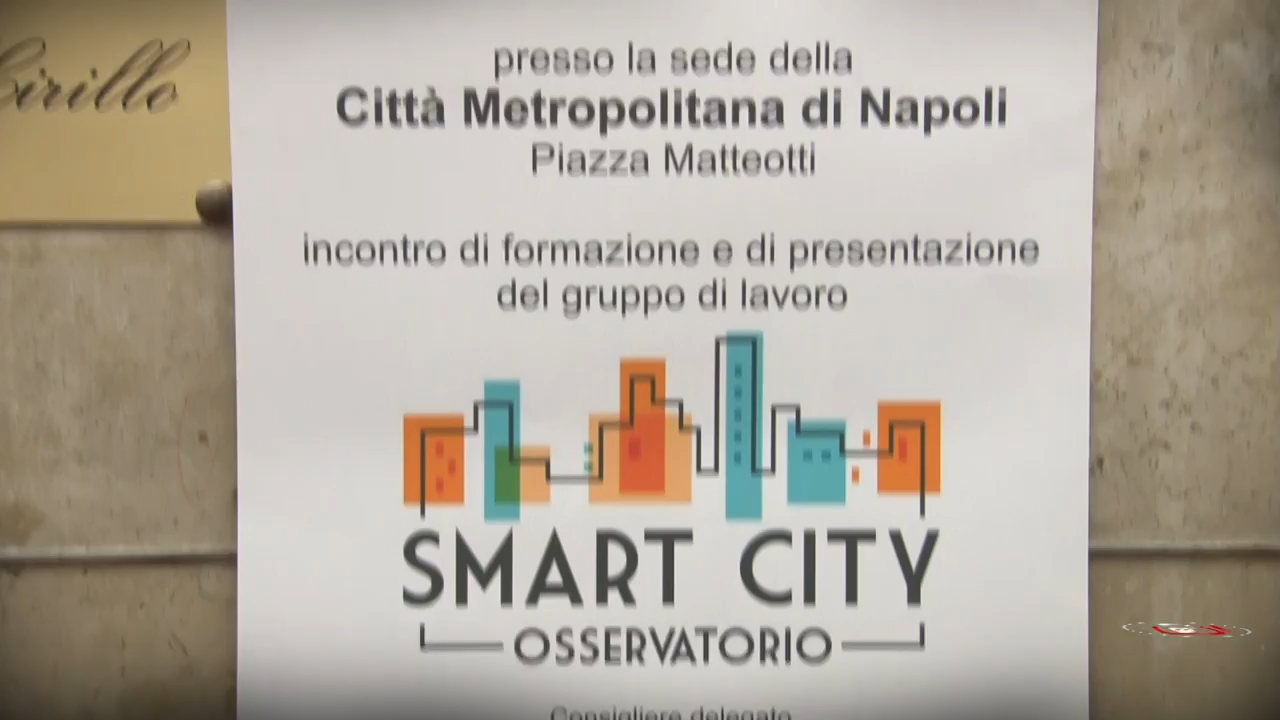 Cirillo
presso la sede della
Città Metropolitana di Napoli
Piazza Matteotti
incontro di formazione e di presentazione
del gruppo di lavoro
SMART CITY
OSSERVATORIO
Consigliere delegato